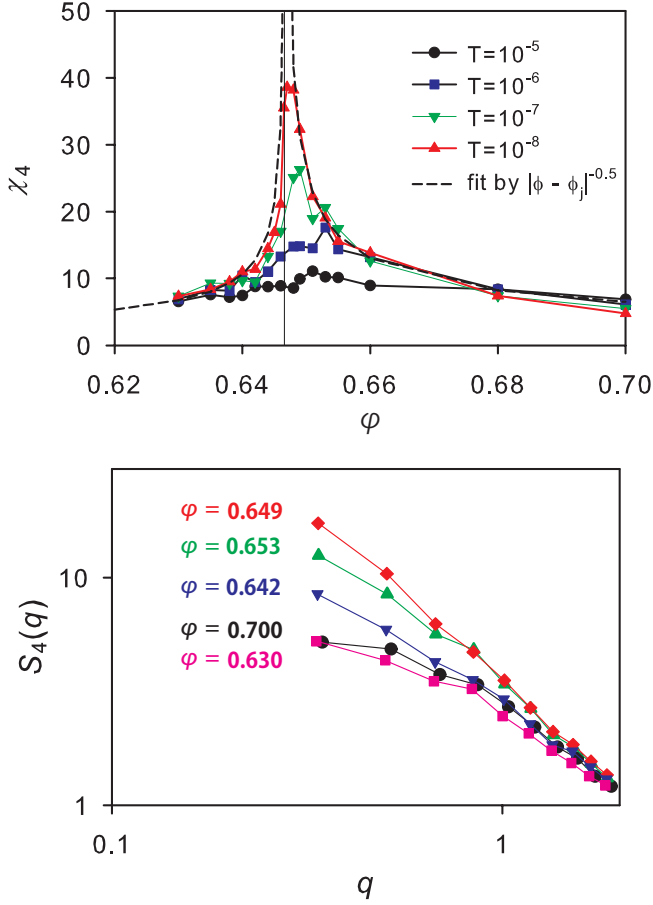 χ4
50
40
30
20
10
0
T=10^-5
T=10^-6
T=10^-7
T=10^-8
fit by |ϕ - ϕj|^-0.5
0.62 0.64 0.66 0.68 0.70
φ
S4(q)
10
1
φ = 0.649
φ = 0.653
φ = 0.642
φ = 0.700
φ = 0.630
0.1 1
q